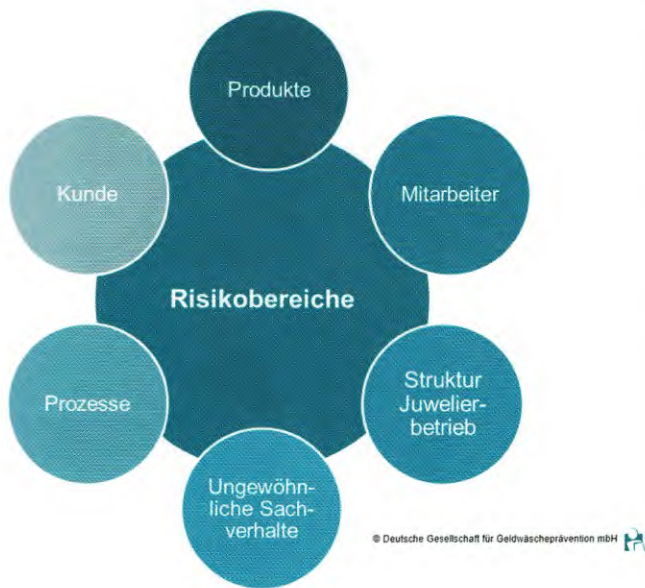 Produkte
Kunde
Mitarbeiter
Risikobereiche
Prozesse
Struktur
Juwelier-
betrieb
Ungewöhn-
liche Sach-
verhalte
© Deutsche Gesellschaft für Geldwäscheprävention mbH